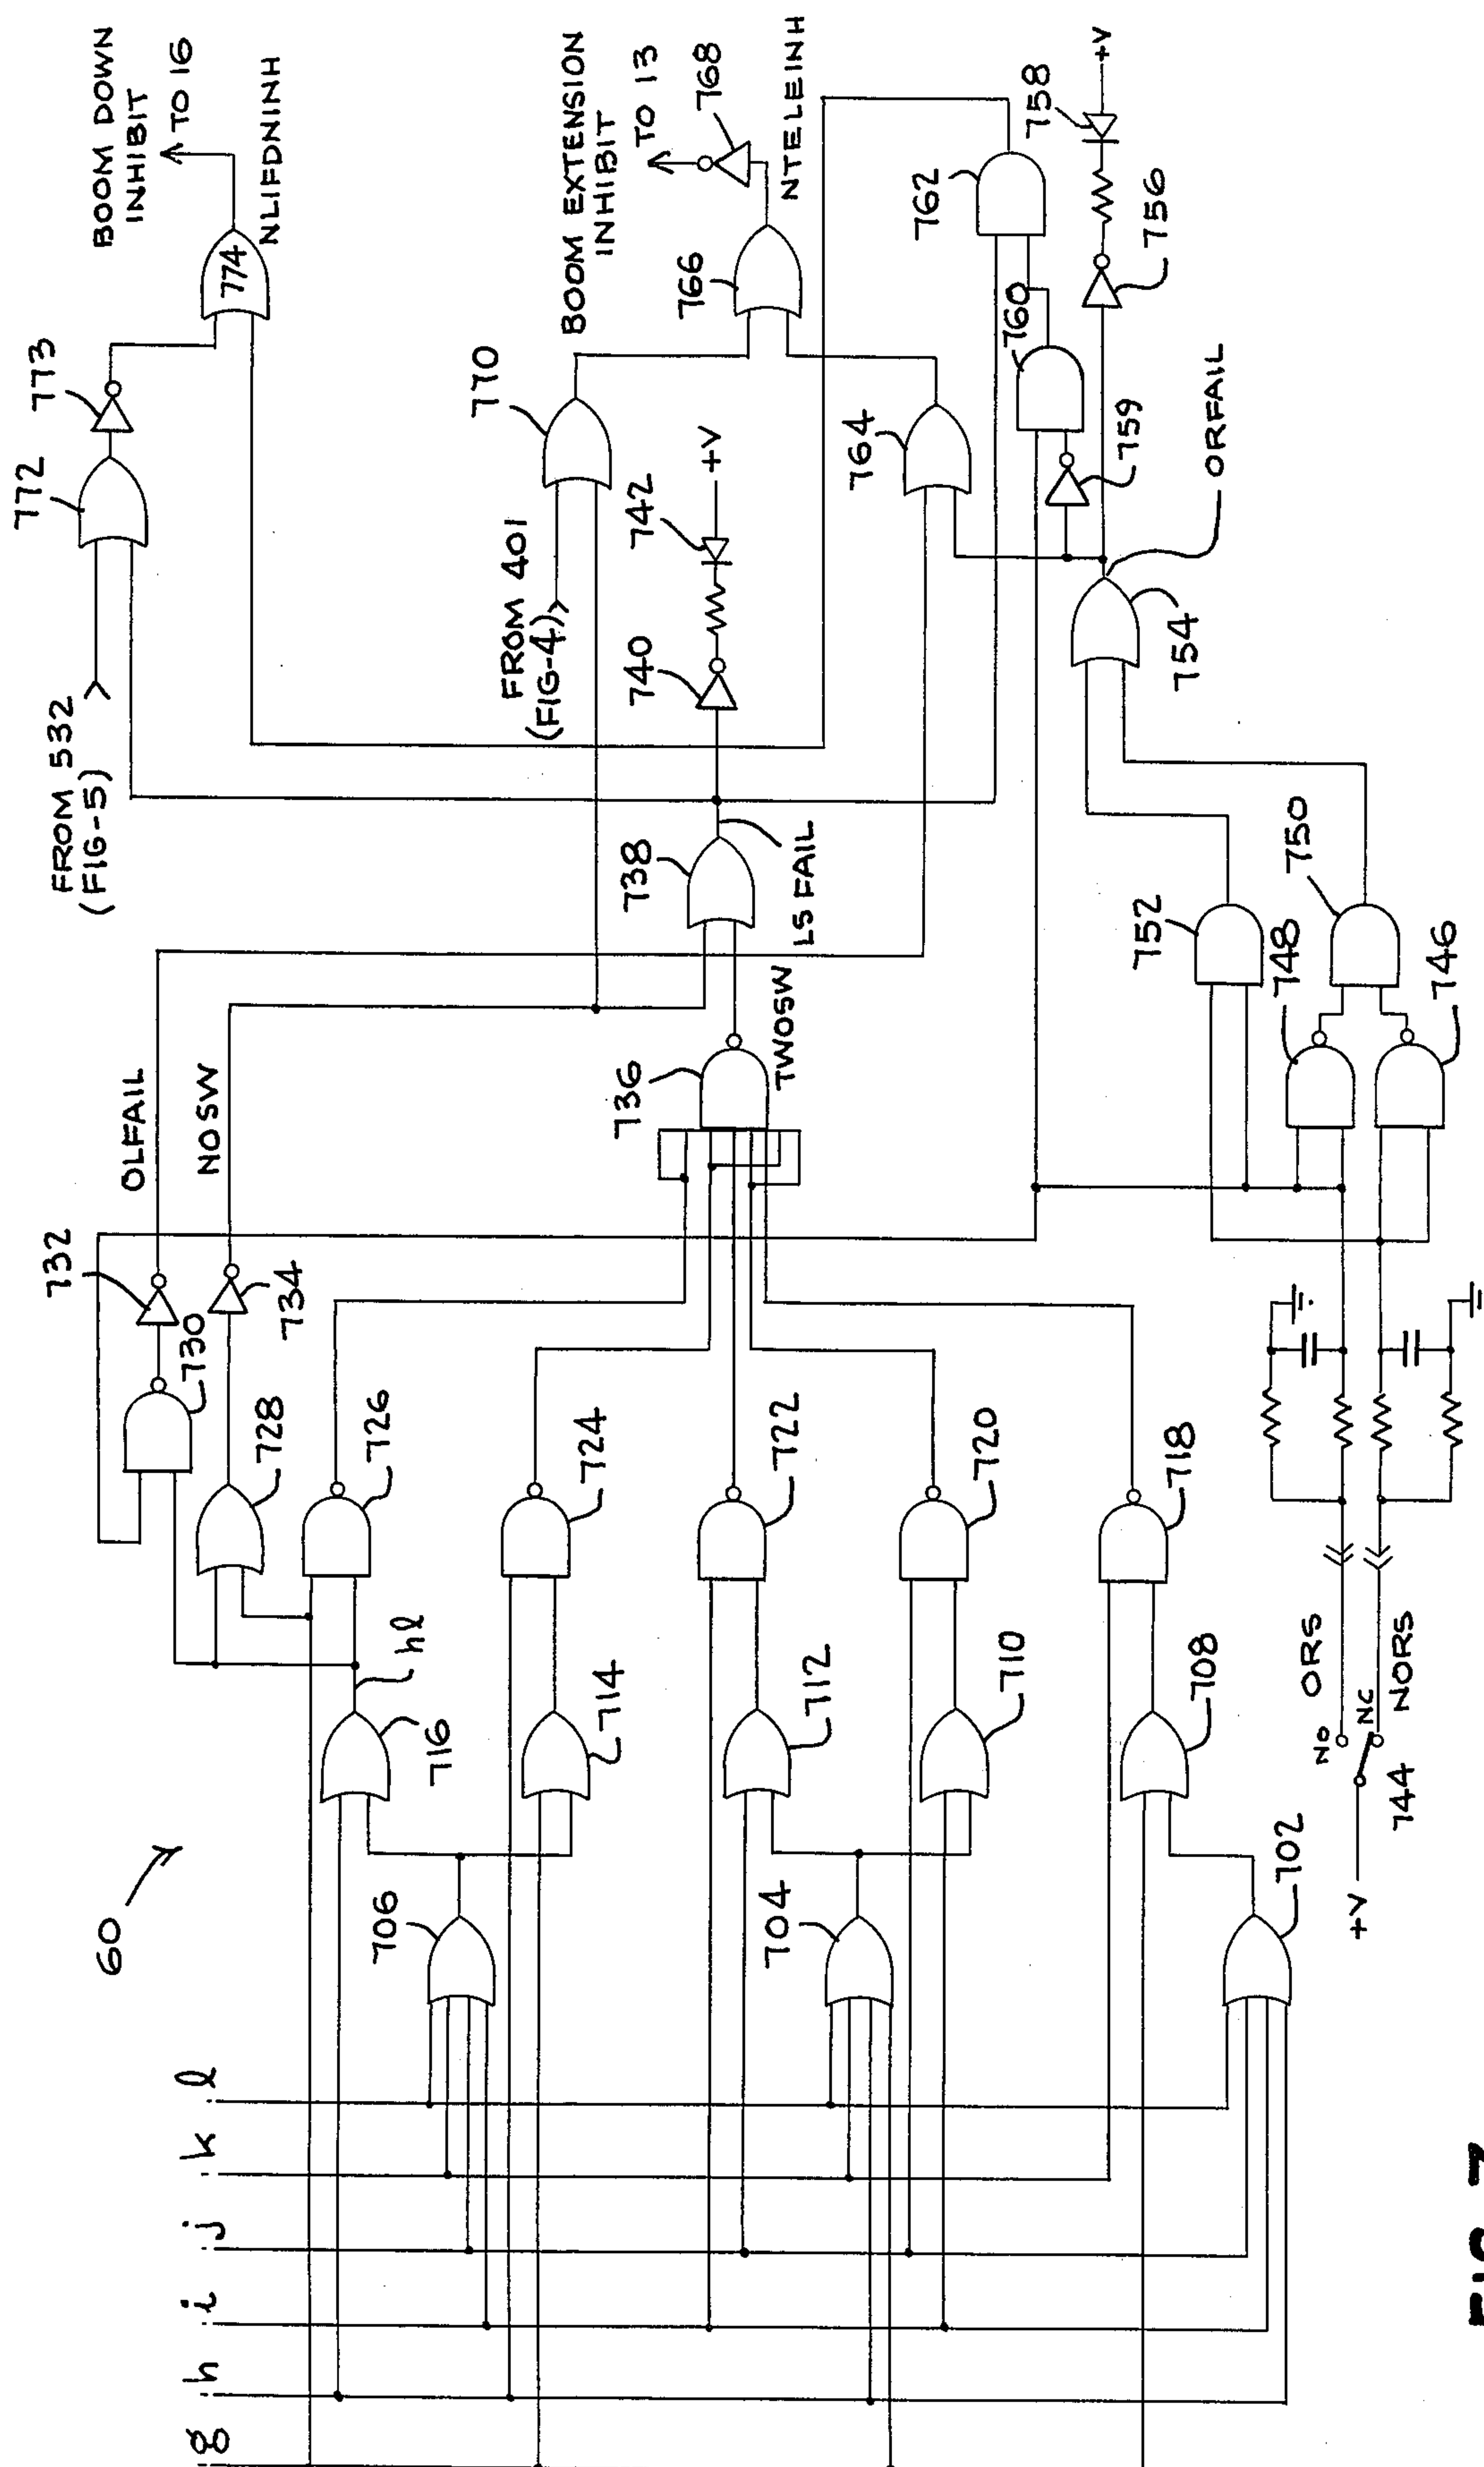 BOOM DOWN
INHIBIT
TO 16
NLIFDNINH
774
773
772
FROM 532
(FIG-5)
BOOM EXTENSION
INHIBIT
TO 13
768
NTELEINH
766
770
FROM 401
(FIG-4)
742
+V
740
764
762
760
758
+V
756
759
ORFAIL
754
738
LS FAIL
OLFAIL
NOSW
732
730
734
728
736
TWOSW
752
748
750
746
726
724
722
720
718
hl
716
714
712
710
708
ORS
NORS
NO
NC
744
+V
60
706
704
702
g
h
i
j
k
l